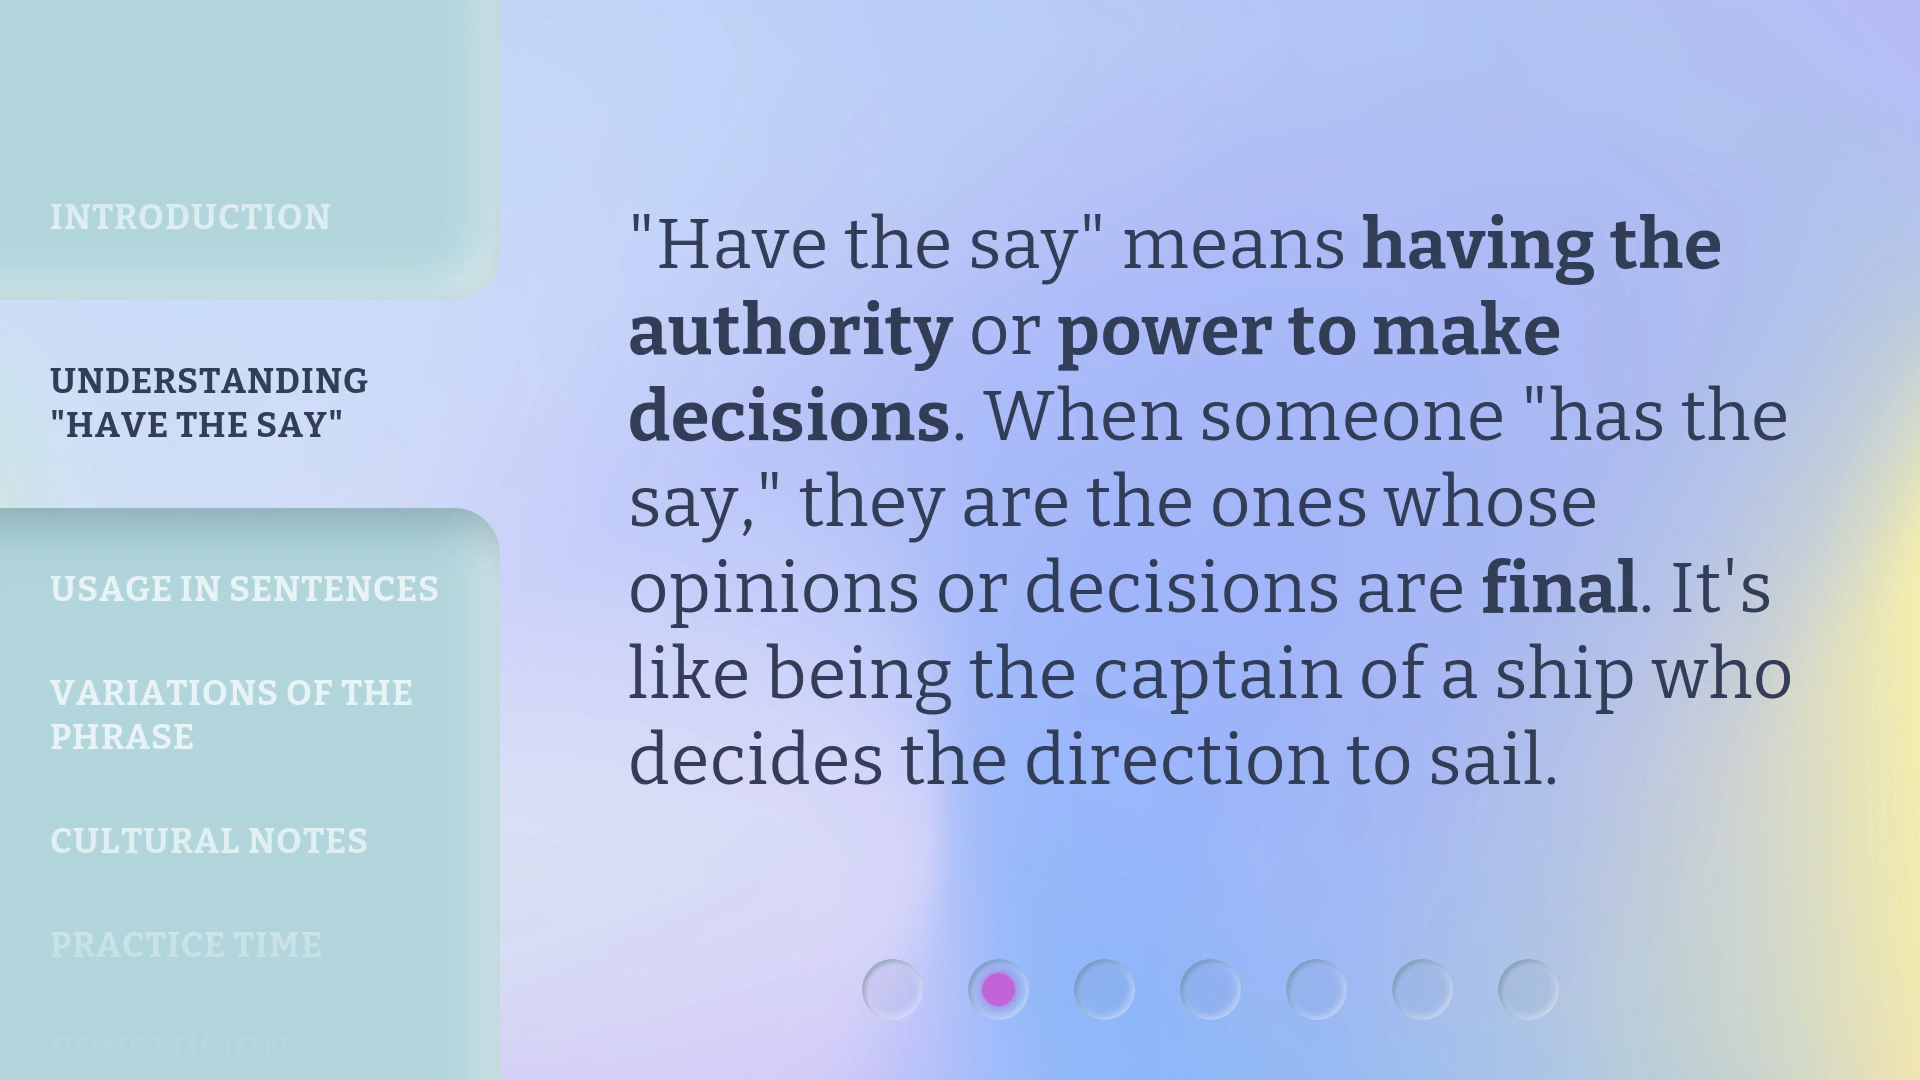 INTRODUCTION
UNDERSTANDING
"HAVE THE SAY"
USAGE IN SENTENCES
VARIATIONS OF THE
PHRASE
CULTURAL NOTES
PRACTICE TIME
CONCLUSION
"Have the say" means having the
authority or power to make
decisions. When someone "has the
say," they are the ones whose
opinions or decisions are final. It's
like being the captain of a ship who
decides the direction to sail.